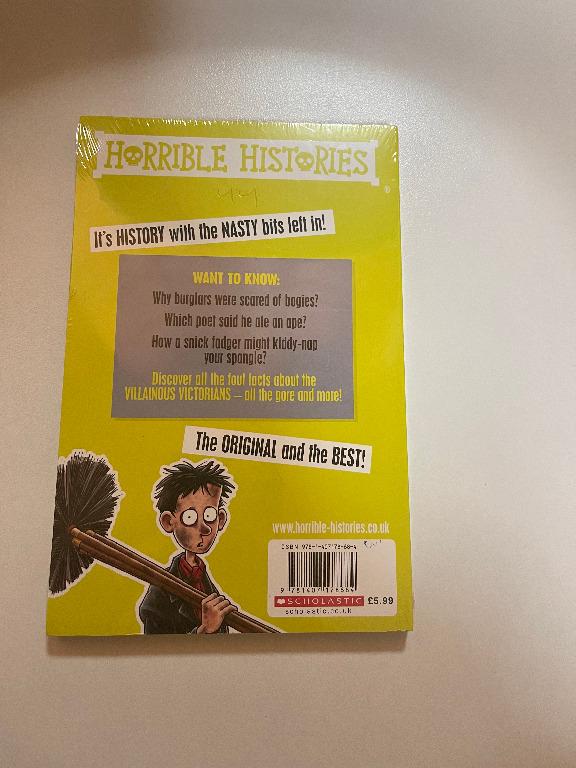 HORRIBLE HISTORIES
®
44
It's HISTORY with the NASTY bits left in!
WANT TO KNOW:
Why burglars were scared of bogies?
Which poet said he ate an ape?
How a snick fadger might kiddy-nap
your spangle?
Discover all the foul facts about the
VILLAINOUS VICTORIANS – all the gore and more!
The ORIGINAL and the BEST!
www.horrible-histories.co.uk
SCHOLASTIC £5.99
scholastic.co.uk